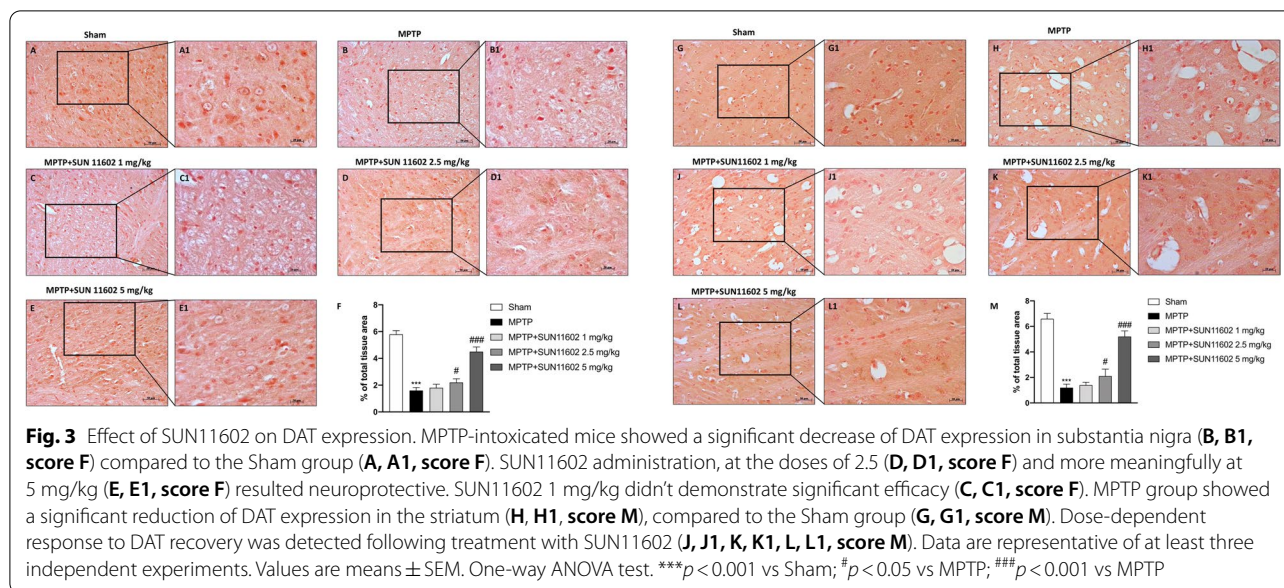 Sham
MPTP
A
A1
B
B1
MPTP+SUN 11602 1 mg/kg
MPTP+SUN 11602 2.5 mg/kg
C
C1
D
D1
MPTP+SUN 11602 5 mg/kg
E
E1
F
% of total tissue area
8
6
4
2
0
***
#
###
Sham
MPTP
MPTP+SUN11602 1 mg/kg
MPTP+SUN11602 2.5 mg/kg
MPTP+SUN11602 5 mg/kg
Sham
MPTP
G
G1
H
H1
MPTP+SUN11602 1 mg/kg
MPTP+SUN11602 2.5 mg/kg
J
J1
K
K1
MPTP+SUN11602 5 mg/kg
L
L1
M
% of total tissue area
8
6
4
2
0
***
#
###
Sham
MPTP
MPTP+SUN11602 1 mg/kg
MPTP+SUN11602 2.5 mg/kg
MPTP+SUN11602 5 mg/kg
Fig. 3 Effect of SUN11602 on DAT expression. MPTP-intoxicated mice showed a significant decrease of DAT expression in substantia nigra (B, B1,
score F) compared to the Sham group (A, A1, score F). SUN11602 administration, at the doses of 2.5 (D, D1, score F) and more meaningfully at
5 mg/kg (E, E1, score F) resulted neuroprotective. SUN11602 1 mg/kg didn't demonstrate significant efficacy (C, C1, score F). MPTP group showed
a significant reduction of DAT expression in the striatum (H, H1, score M), compared to the Sham group (G, G1, score M). Dose-dependent
response to DAT recovery was detected following treatment with SUN11602 (J, J1, K, K1, L, L1, score M). Data are representative of at least three
independent experiments. Values are means ± SEM. One-way ANOVA test. ***p < 0.001 vs Sham; #p < 0.05 vs MPTP; ###p < 0.001 vs MPTP